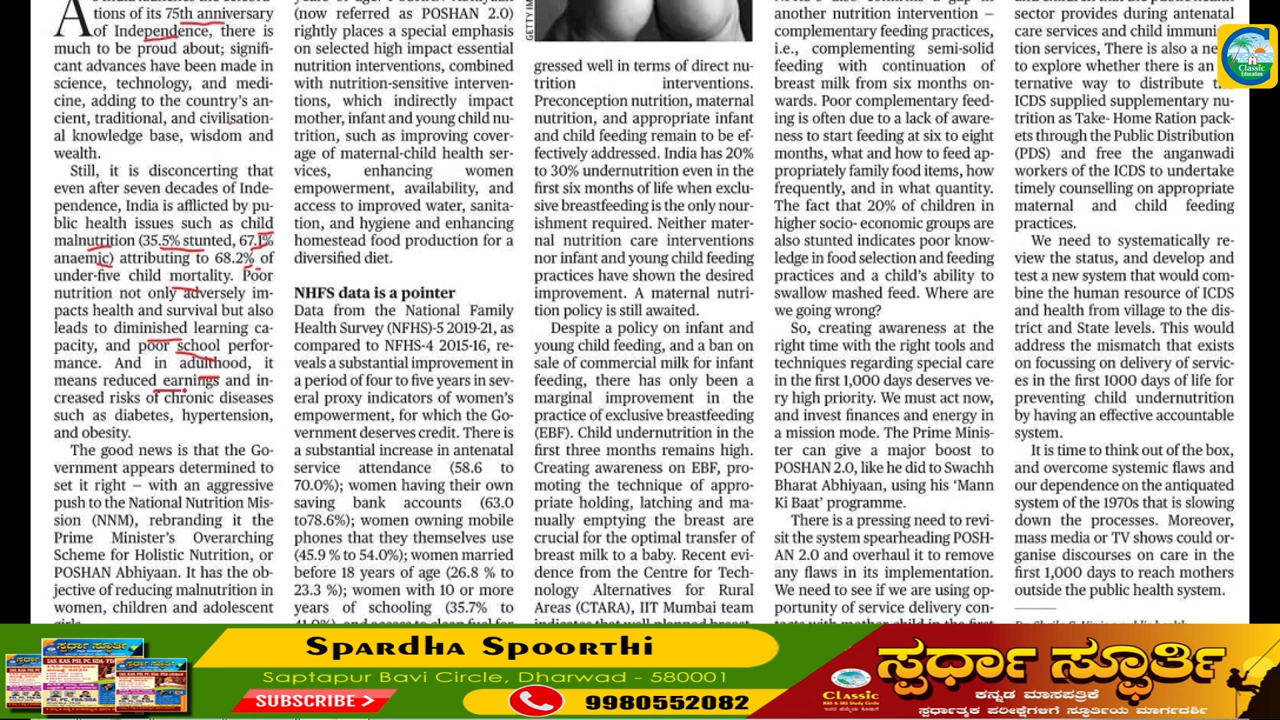 As India launches the celebra-
tions of its 75th anniversary
of Independence, there is
much to be proud about; signifi-
cant advances have been made in
science, technology, and medi-
cine, adding to the country's an-
cient, traditional, and civilisation-
al knowledge base, wisdom and
wealth.
Still, it is disconcerting that
even after seven decades of Inde-
pendence, India is afflicted by pu-
blic health issues such as child
malnutrition (35.5% stunted, 67.1%
anaemic) attributing to 68.2% of
under-five child mortality. Poor
nutrition not only adversely im-
pacts health and survival but also
leads to diminished learning ca-
pacity, and poor school perfor-
mance. And in adulthood, it
means reduced earnings and in-
creased risks of chronic diseases
such as diabetes, hypertension,
and obesity.
The good news is that the Go-
vernment appears determined to
set it right – with an aggressive
push to the National Nutrition Mis-
sion (NNM), rebranding it the
Prime Minister's Overarching
Scheme for Holistic Nutrition, or
POSHAN Abhiyaan. It has the ob-
jective of reducing malnutrition in
women, children and adolescent
(now referred as POSHAN 2.0)
rightly places a special emphasis
on selected high impact essential
nutrition interventions, combined
with nutrition-sensitive interven-
tions, which indirectly impact
mother, infant and young child nu-
trition, such as improving cover-
age of maternal-child health ser-
vices, enhancing women
empowerment, availability, and
access to improved water, sanita-
tion, and hygiene and enhancing
homestead food production for a
diversified diet.
NHFS data is a pointer
Data from the National Family
Health Survey (NFHS)-5 2019-21, as
compared to NFHS-4 2015-16, re-
veals a substantial improvement in
a period of four to five years in sev-
eral proxy indicators of women's
empowerment, for which the Go-
vernment deserves credit. There is
a substantial increase in antenatal
service attendance (58.6 to
70.0%); women having their own
saving bank accounts (63.0
to78.6%); women owning mobile
phones that they themselves use
(45.9 % to 54.0%); women married
before 18 years of age (26.8 % to
23.3 %); women with 10 or more
years of schooling (35.7% to
GETTY IM
gressed well in terms of direct nu-
trition interventions.
Preconception nutrition, maternal
nutrition, and appropriate infant
and child feeding remain to be ef-
fectively addressed. India has 20%
to 30% undernutrition even in the
first six months of life when exclu-
sive breastfeeding is the only nour-
ishment required. Neither mater-
nal nutrition care interventions
nor infant and young child feeding
practices have shown the desired
improvement. A maternal nutri-
tion policy is still awaited.
Despite a policy on infant and
young child feeding, and a ban on
sale of commercial milk for infant
feeding, there has only been a
marginal improvement in the
practice of exclusive breastfeeding
(EBF). Child undernutrition in the
first three months remains high.
Creating awareness on EBF, pro-
moting the technique of appro-
priate holding, latching and ma-
nually emptying the breast are
crucial for the optimal transfer of
breast milk to a baby. Recent evi-
dence from the Centre for Tech-
nology Alternatives for Rural
Areas (CTARA), IIT Mumbai team
another nutrition intervention –
complementary feeding practices,
i.e., complementing semi-solid
feeding with continuation of
breast milk from six months on-
wards. Poor complementary feed-
ing is often due to a lack of aware-
ness to start feeding at six to eight
months, what and how to feed ap-
propriately family food items, how
frequently, and in what quantity.
The fact that 20% of children in
higher socio- economic groups are
also stunted indicates poor know-
ledge in food selection and feeding
practices and a child's ability to
swallow mashed feed. Where are
we going wrong?
So, creating awareness at the
right time with the right tools and
techniques regarding special care
in the first 1,000 days deserves ve-
ry high priority. We must act now,
and invest finances and energy in
a mission mode. The Prime Minis-
ter can give a major boost to
POSHAN 2.0, like he did to Swachh
Bharat Abhiyaan, using his 'Mann
Ki Baat' programme.
There is a pressing need to revi-
sit the system spearheading POSH-
AN 2.0 and overhaul it to remove
any flaws in its implementation.
We need to see if we are using op-
portunity of service delivery con-
sector provides during antenatal
care services and child immuni-
tion services, There is also a ne
to explore whether there is an
ternative way to distribute
ICDS supplied supplementary nu-
trition as Take- Home Ration pack-
ets through the Public Distribution
(PDS) and free the anganwadi
workers of the ICDS to undertake
timely counselling on appropriate
maternal and child feeding
practices.
We need to systematically re-
view the status, and develop and
test a new system that would com-
bine the human resource of ICDS
and health from village to the dis-
trict and State levels. This would
address the mismatch that exists
on focussing on delivery of servic-
es in the first 1000 days of life for
preventing child undernutrition
by having an effective accountable
system.
It is time to think out of the box,
and overcome systemic flaws and
our dependence on the antiquated
system of the 1970s that is slowing
down the processes. Moreover,
mass media or TV shows could or-
ganise discourses on care in the
first 1,000 days to reach mothers
outside the public health system.
Classic
Education
Spardha Spoorthi
Saptapur Bavi Circle, Dharwad - 580001
SUBSCRIBE
9980552082
ಸ್ಪರ್ಧಾ ಸ್ಫೂರ್ತಿ
ಕನ್ನಡ ಮಾಸಪತ್ರಿಕೆ
ಸ್ಪರ್ಧಾತ್ಮಕ ಪರೀಕ್ಷೆಗಳಿಗೆ ಸ್ಫೂರ್ತಿಯ ಮಾರ್ಗದರ್ಶಿ
Classic